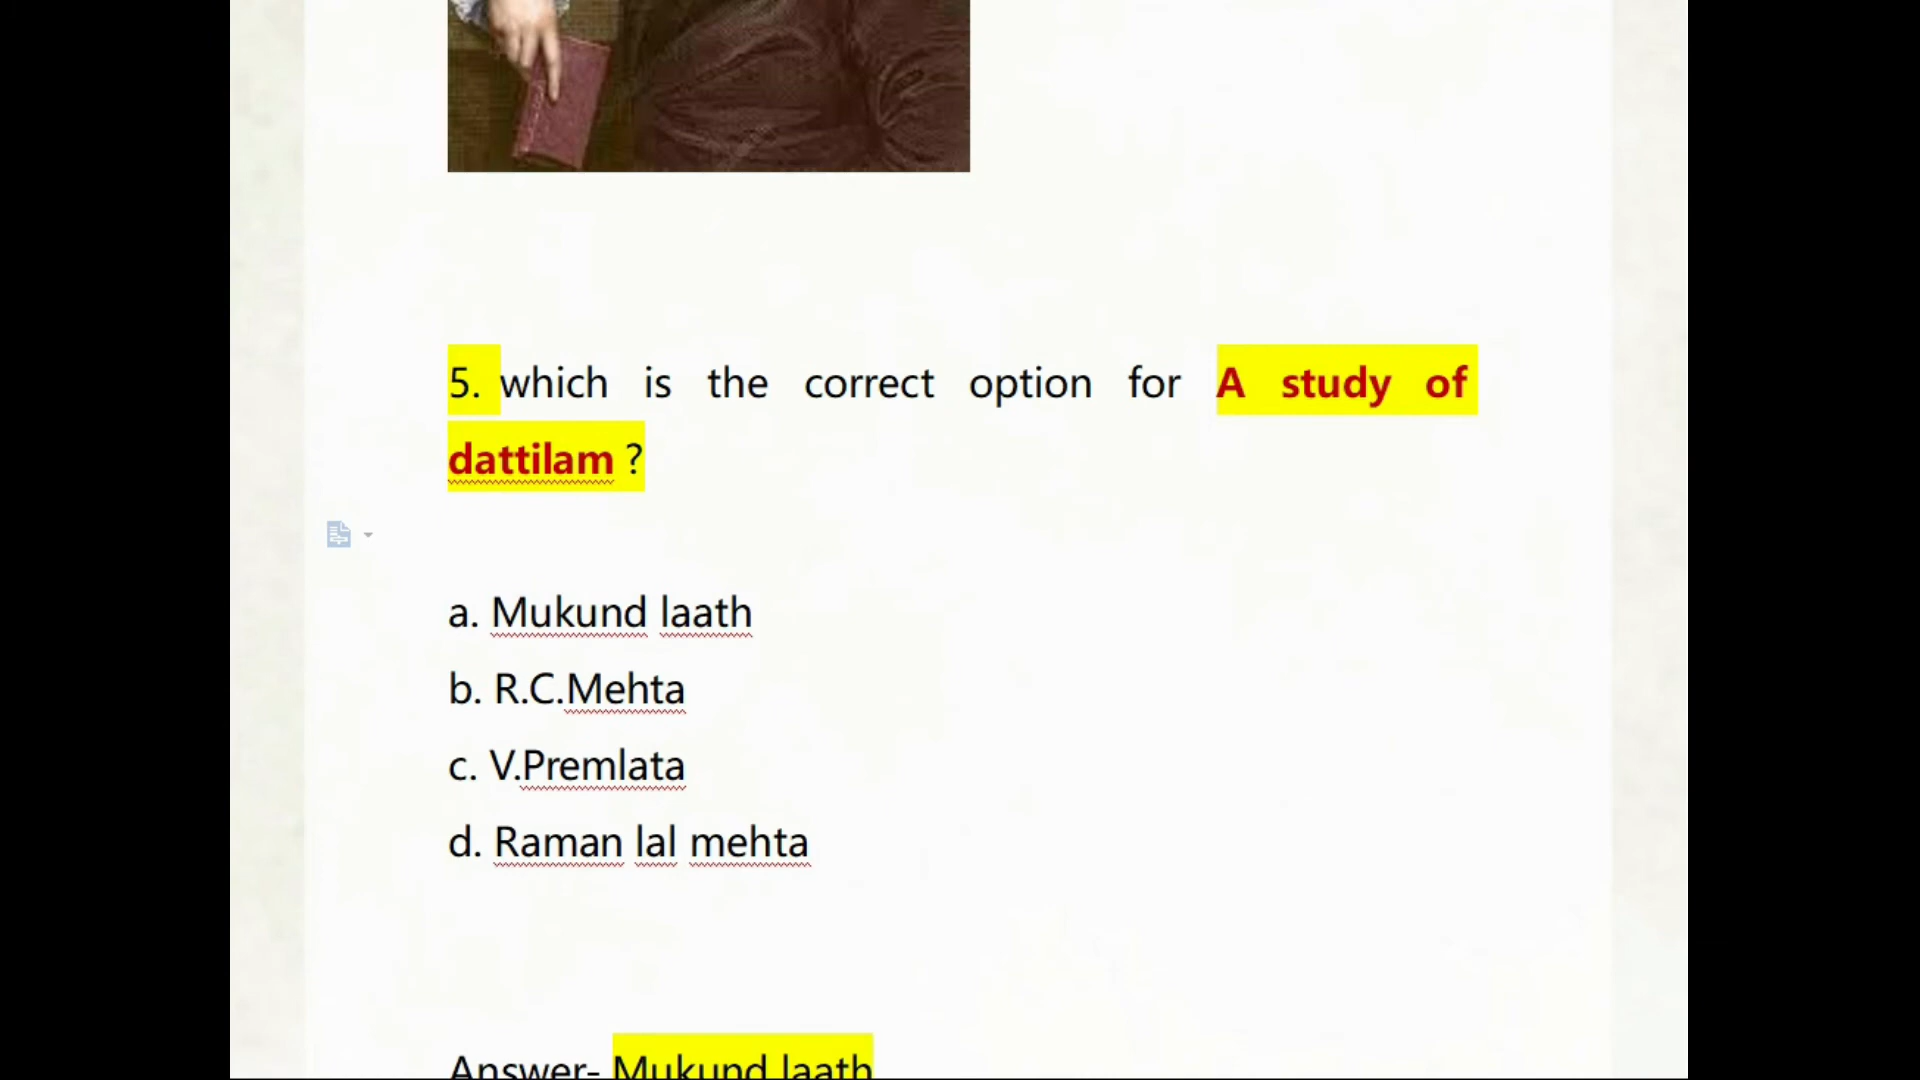 5. which is the correct option for A study of
dattilam ?
a. Mukund laath
b. R.C.Mehta
c. V.Premlata
d. Raman lal mehta
Answer- Mukund laath